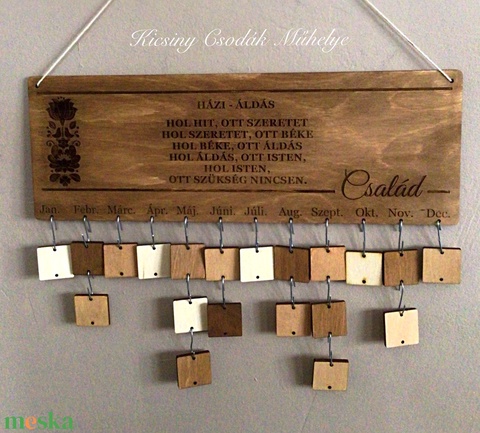 Kicsiny Csodák Műhelye
HÁZI - ÁLDÁS
HOL HIT, OTT SZERETET
HOL SZERETET, OTT BÉKE
HOL BÉKE, OTT ÁLDÁS
HOL ÁLDÁS, OTT ISTEN,
HOL ISTEN,
OTT SZÜKSÉG NINCSEN.
Család
Jan. Febr. Márc. Ápr. Máj. Júni. Júli. Aug. Szept. Okt. Nov. Dec.
meska